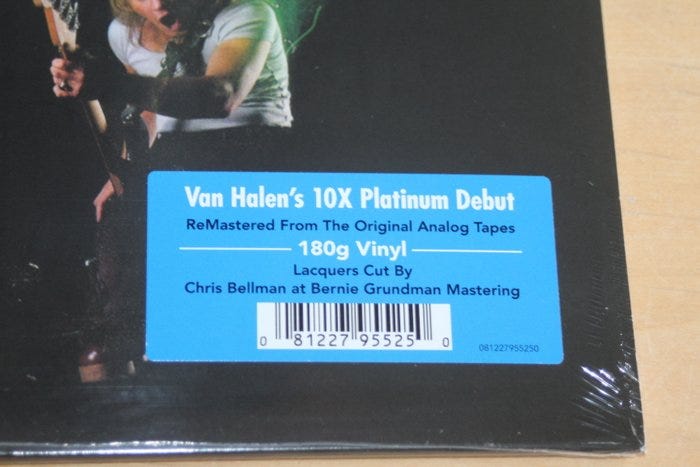 Van Halen's 10X Platinum Debut
ReMastered From The Original Analog Tapes
180g Vinyl
Lacquers Cut By
Chris Bellman at Bernie Grundman Mastering
0 81227 95525 0
081227955250